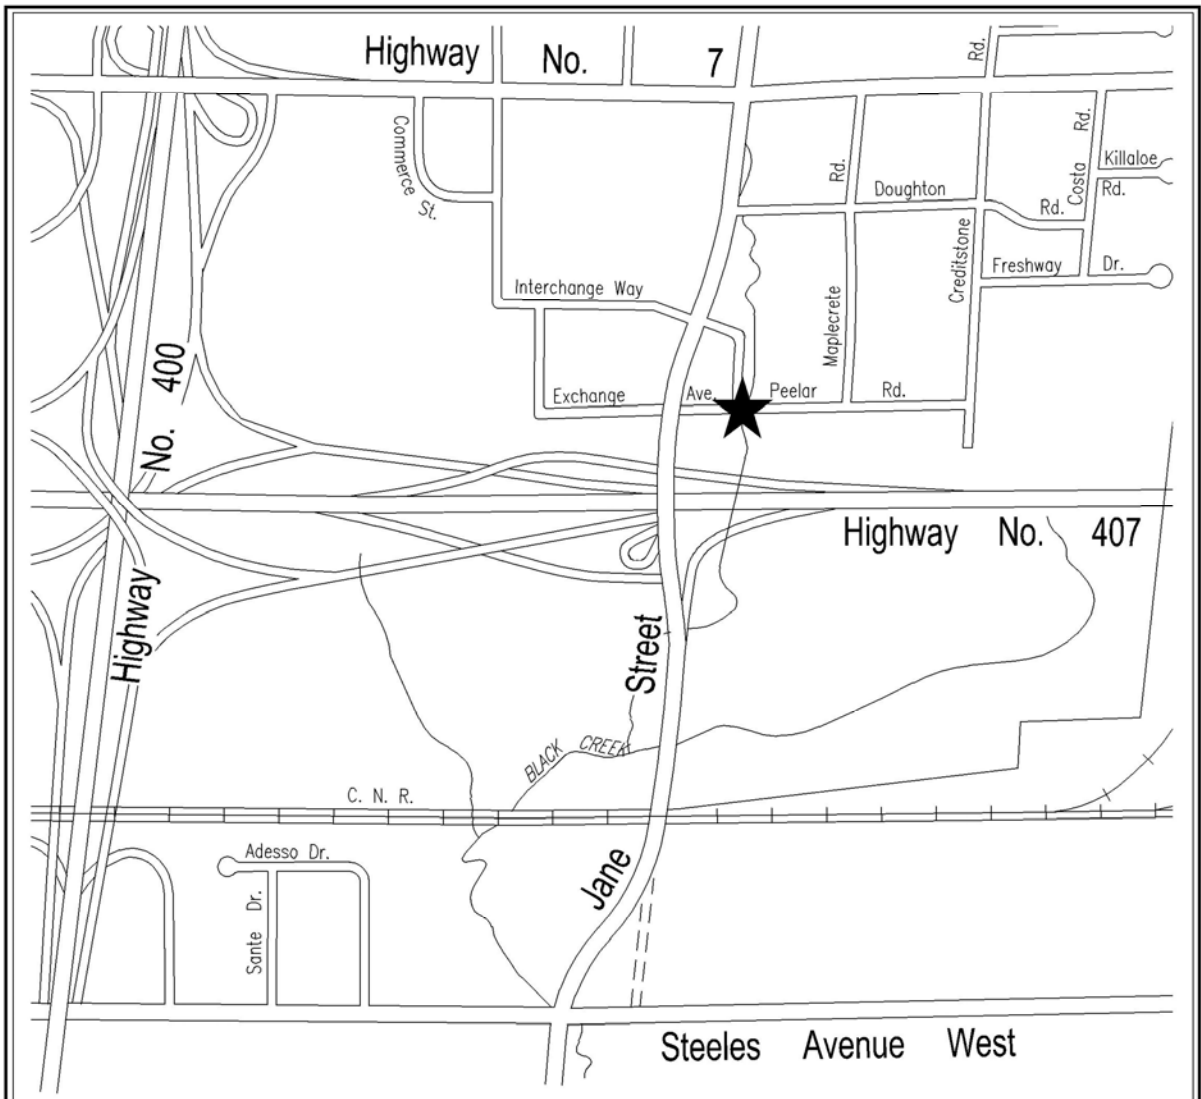 Highway No. 7
Rd.
Commerce St.
Rd.
Doughton Rd.
Costa Rd.
Killaloe Rd.
Creditstone
Freshway Dr.
Interchange Way
Maplecrete
Exchange Ave.
Peelar Rd.
Highway No. 400
Highway No. 407
Jane Street
BLACK CREEK
C. N. R.
Adesso Dr.
Sante Dr.
Steeles Avenue West